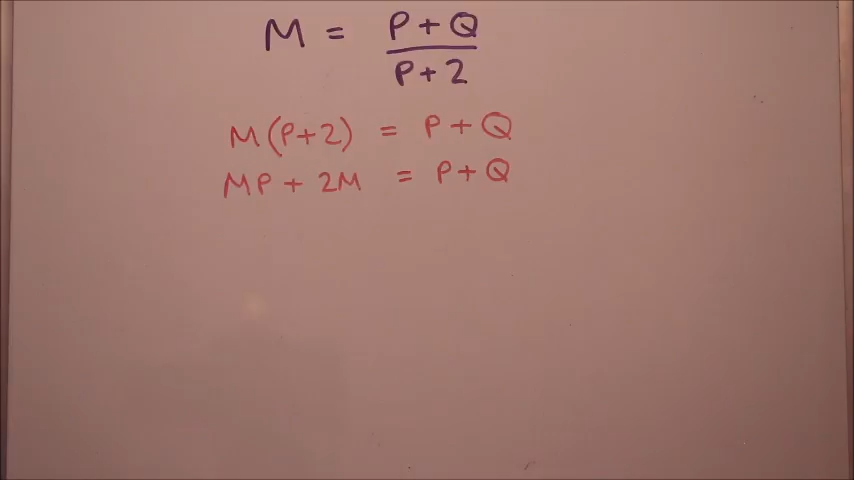 M = P + Q / P + 2
M(P+2) = P + Q
MP + 2M = P + Q